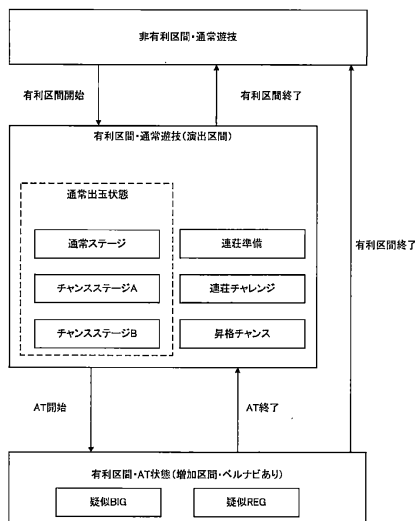 非有利区間・通常遊技
有利区間開始
有利区間終了
有利区間・通常遊技(演出区間)
通常出玉状態
通常ステージ
連荘準備
有利区間終了
チャンスステージA
連荘チャレンジ
チャンスステージB
昇格チャンス
AT開始
AT終了
有利区間・AT状態(増加区間・ベルナビあり)
疑似BIG
疑似REG